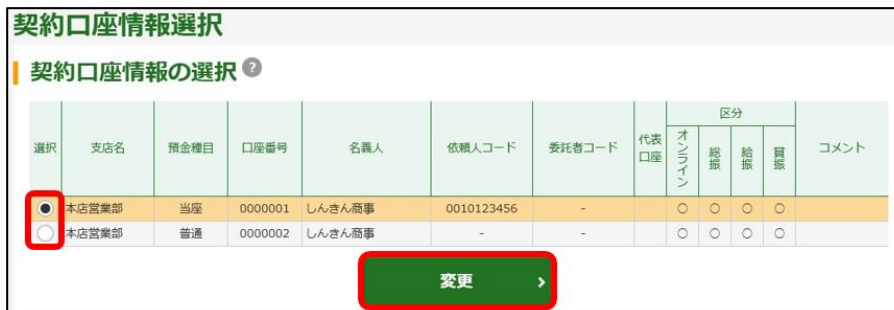 契約口座情報選択
契約口座情報の選択 ?
選択 支店名 預金種目 口座番号 名義人 依頼人コード 委託者コード 代表口座 区分 コメント
オンライン 総振 給振 貸振
本店営業部 当座 0000001 しんきん商事 0010123456 - ○ ○ ○ ○
本店営業部 普通 0000002 しんきん商事 - - ○ ○ ○ ○
変更 >